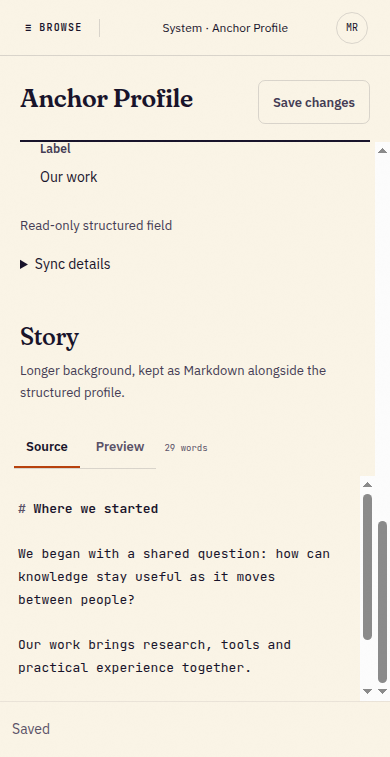 ≡ BROWSE
System · Anchor Profile
MR
Anchor Profile
Save changes
Label
Our work
Read-only structured field
▶ Sync details
Story
Longer background, kept as Markdown alongside the
structured profile.
Source
Preview
29 words
# Where we started
We began with a shared question: how can
knowledge stay useful as it moves
between people?
Our work brings research, tools and
practical experience together.
Saved